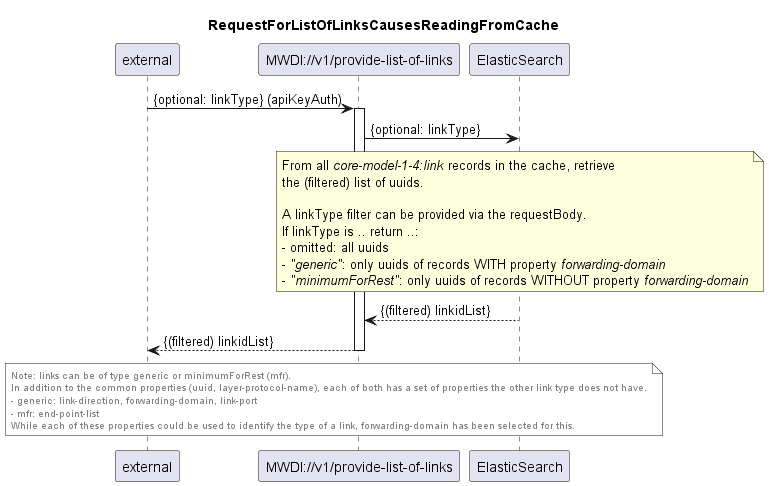 RequestForListOfLinksCausesReadingFromCache
external
MWDI://v1/provide-list-of-links
ElasticSearch
{optional: linkType} (apiKeyAuth)
{optional: linkType}
From all core-model-1-4:link records in the cache, retrieve
the (filtered) list of uuids.
A linkType filter can be provided via the requestBody.
If linkType is .. return ..:
- omitted: all uuids
- "generic": only uuids of records WITH property forwarding-domain
- "minimumForRest": only uuids of records WITHOUT property forwarding-domain
{(filtered) linkidList}
{(filtered) linkidList}
Note: links can be of type generic or minimumForRest (mfr).
In addition to the common properties (uuid, layer-protocol-name), each of both has a set of properties the other link type does not have.
- generic: link-direction, forwarding-domain, link-port
- mfr: end-point-list
While each of these properties could be used to identify the type of a link, forwarding-domain has been selected for this.
external
MWDI://v1/provide-list-of-links
ElasticSearch